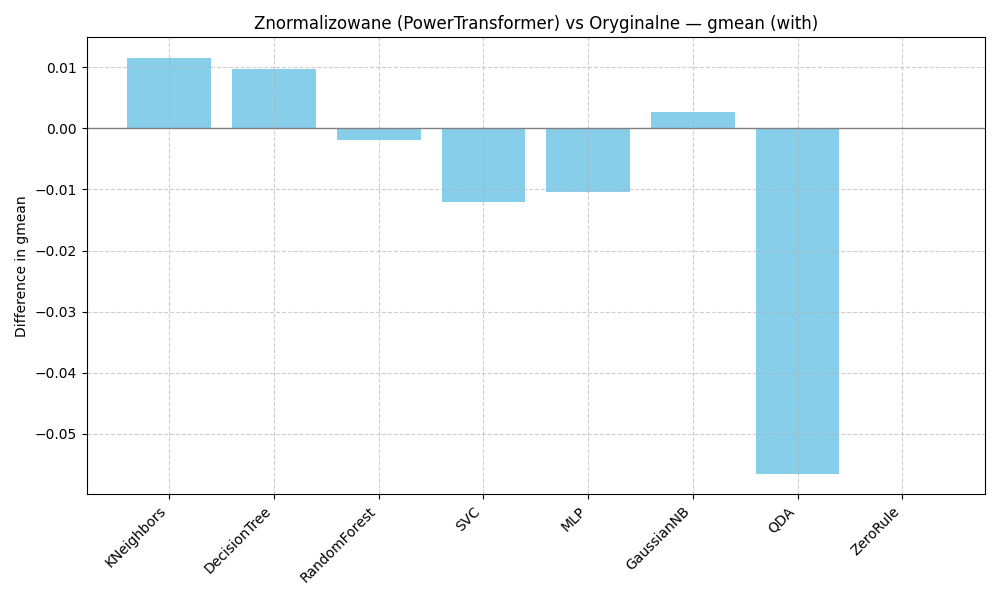 Znormalizowane (PowerTransformer) vs Oryginalne — gmean (with)
Difference in gmean
0.01
0.00
−0.01
−0.02
−0.03
−0.04
−0.05
KNeighbors
DecisionTree
RandomForest
SVC
MLP
GaussianNB
QDA
ZeroRule